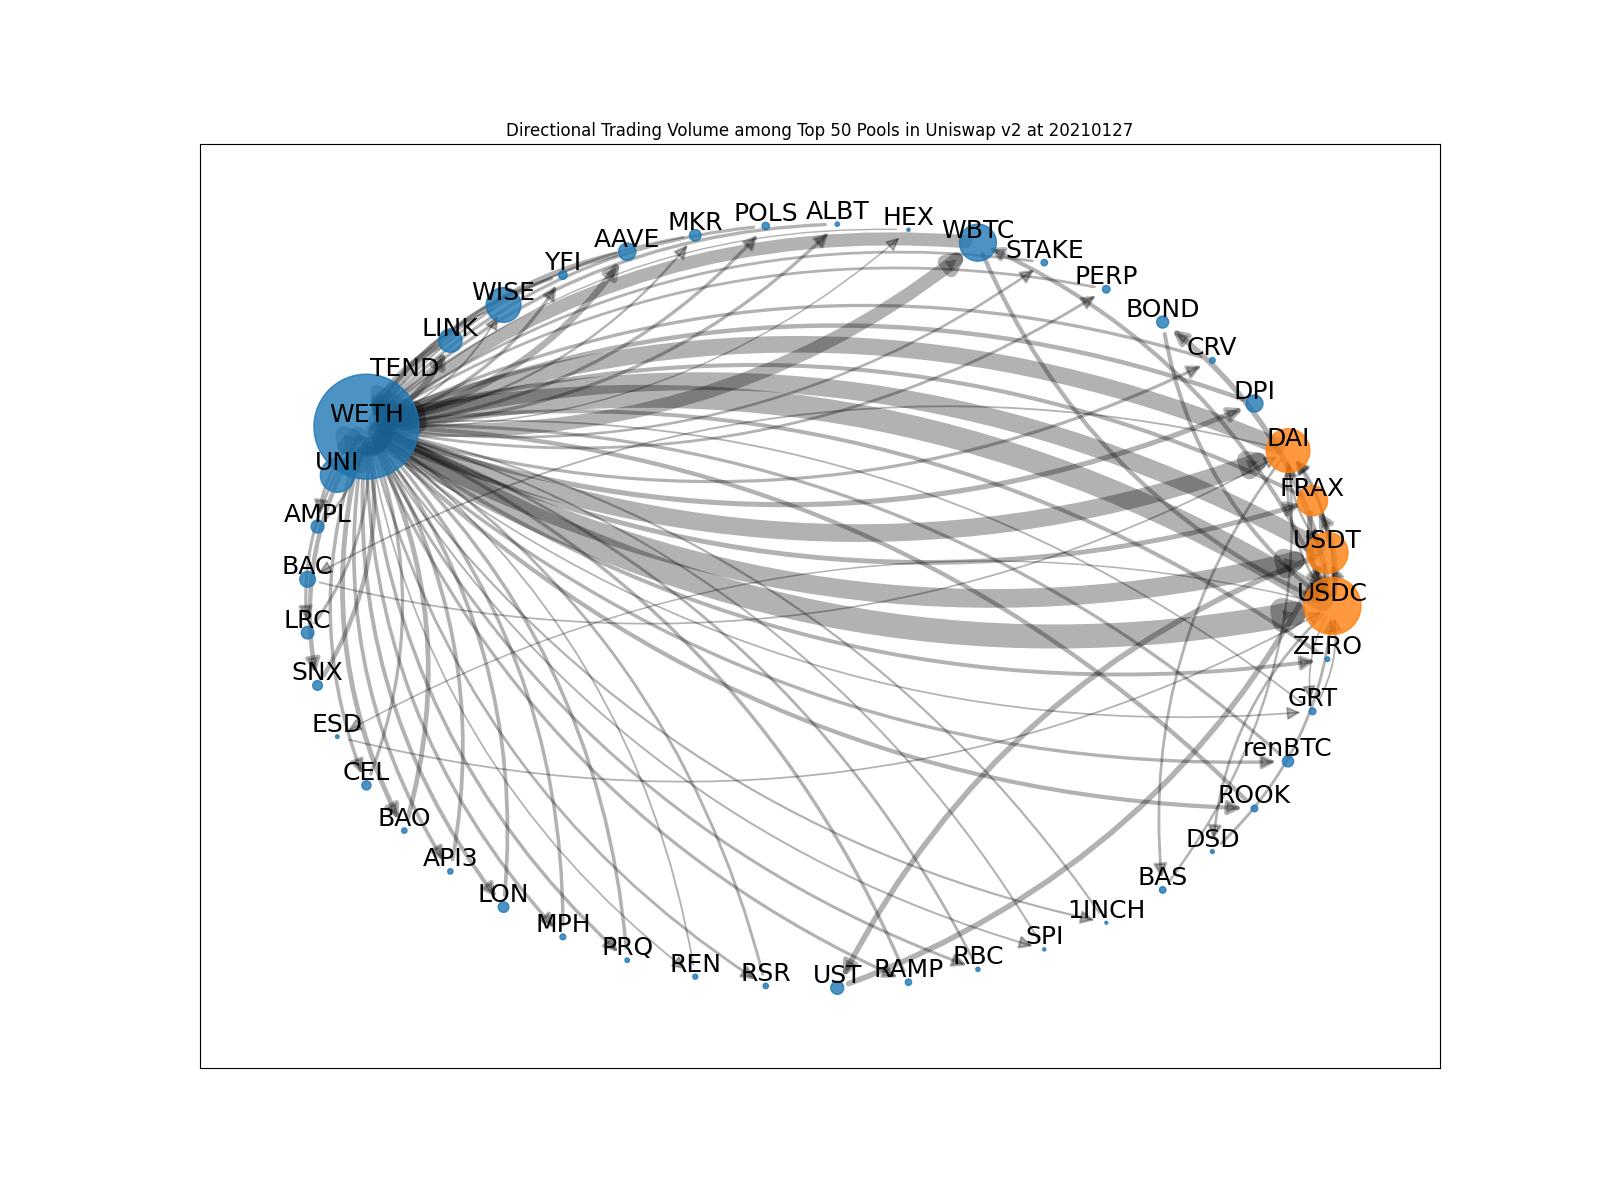 Directional Trading Volume among Top 50 Pools in Uniswap v2 at 20210127
POLS
ALBT
HEX
MKR
WBTC
AAVE
STAKE
YFI
PERP
WISE
BOND
LINK
CRV
TEND
DPI
WETH
DAI
UNI
FRAX
AMPL
USDT
BAC
USDC
LRC
ZERO
SNX
GRT
ESD
renBTC
CEL
ROOK
BAO
DSD
API3
BAS
LON
1INCH
MPH
SPI
PRQ
RBC
REN
RSR
UST
RAMP